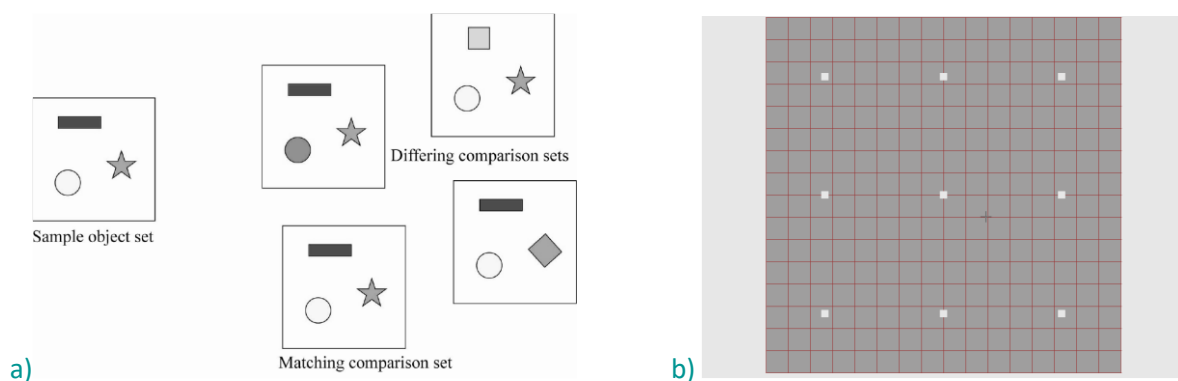 Differing comparison sets
Sample object set
Matching comparison set
a)
b)